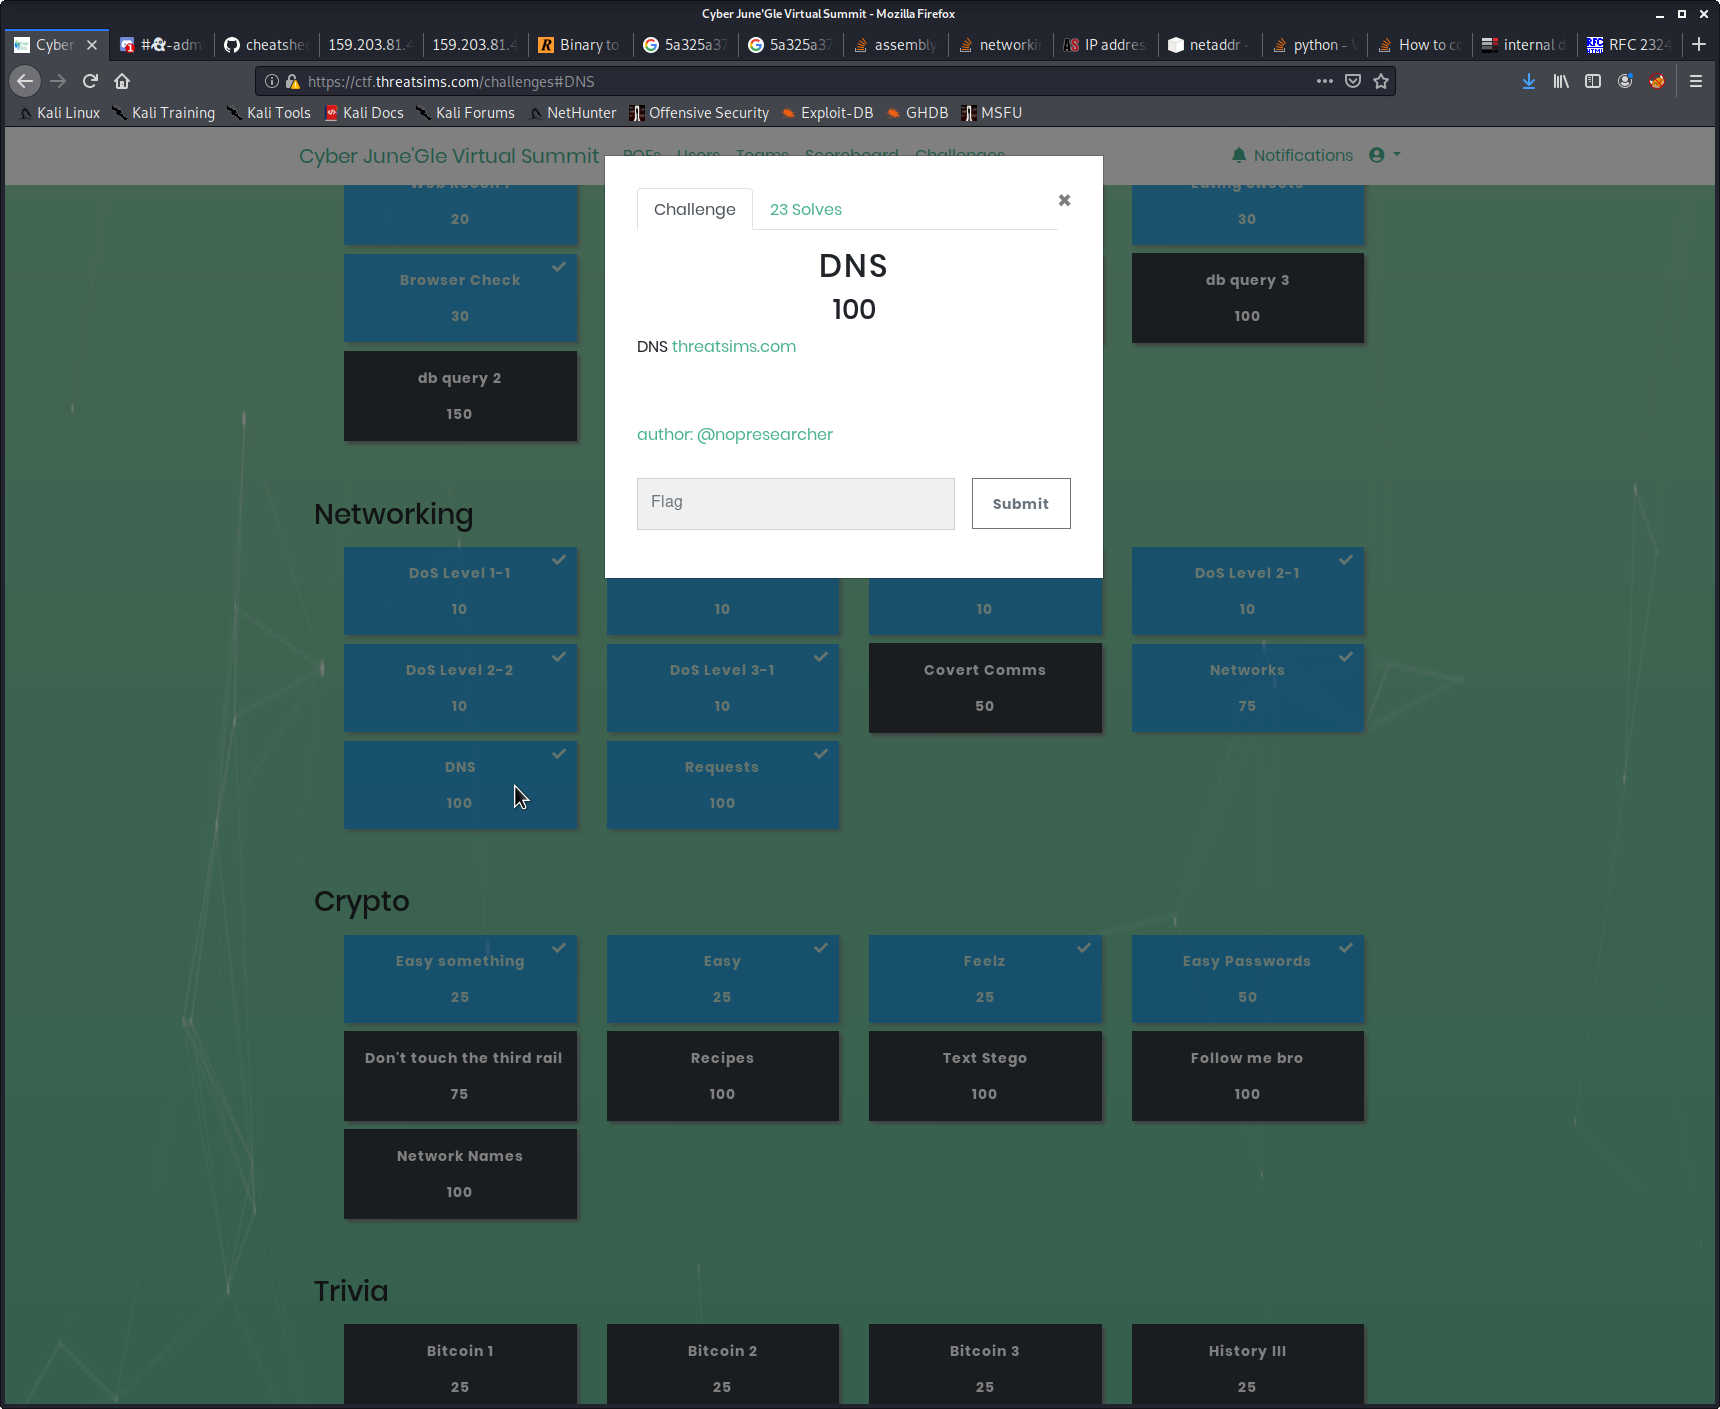 Cyber June'Gle Virtual Summit - Mozilla Firefox
Cyber
-adm
cheatshe
159.203.81.4
159.203.81.4
Binary to
5a325a37
5a325a37
assembly
networki
IP addres
netaddr
python -
How to c
internal d
RFC 2324
https://ctf.threatsims.com/challenges#DNS
Kali Linux
Kali Training
Kali Tools
Kali Docs
Kali Forums
NetHunter
Offensive Security
Exploit-DB
GHDB
MSFU
Cyber June'Gle Virtual Summit
Users
Teams
Scoreboard
Challenges
Notifications
Challenge
23 Solves
DNS
100
DNS threatsims.com
author: @nopresearcher
Flag
Submit
Web Recon 1
20
Eating sweets
30
Browser Check
30
db query 3
100
db query 2
150
Networking
DoS Level 1-1
10
10
10
DoS Level 2-1
10
DoS Level 2-2
10
DoS Level 3-1
10
Covert Comms
50
Networks
75
DNS
100
Requests
100
Crypto
Easy something
25
Easy
25
Feelz
25
Easy Passwords
50
Don't touch the third rail
75
Recipes
100
Text Stego
100
Follow me bro
100
Network Names
100
Trivia
Bitcoin 1
25
Bitcoin 2
25
Bitcoin 3
25
History III
25